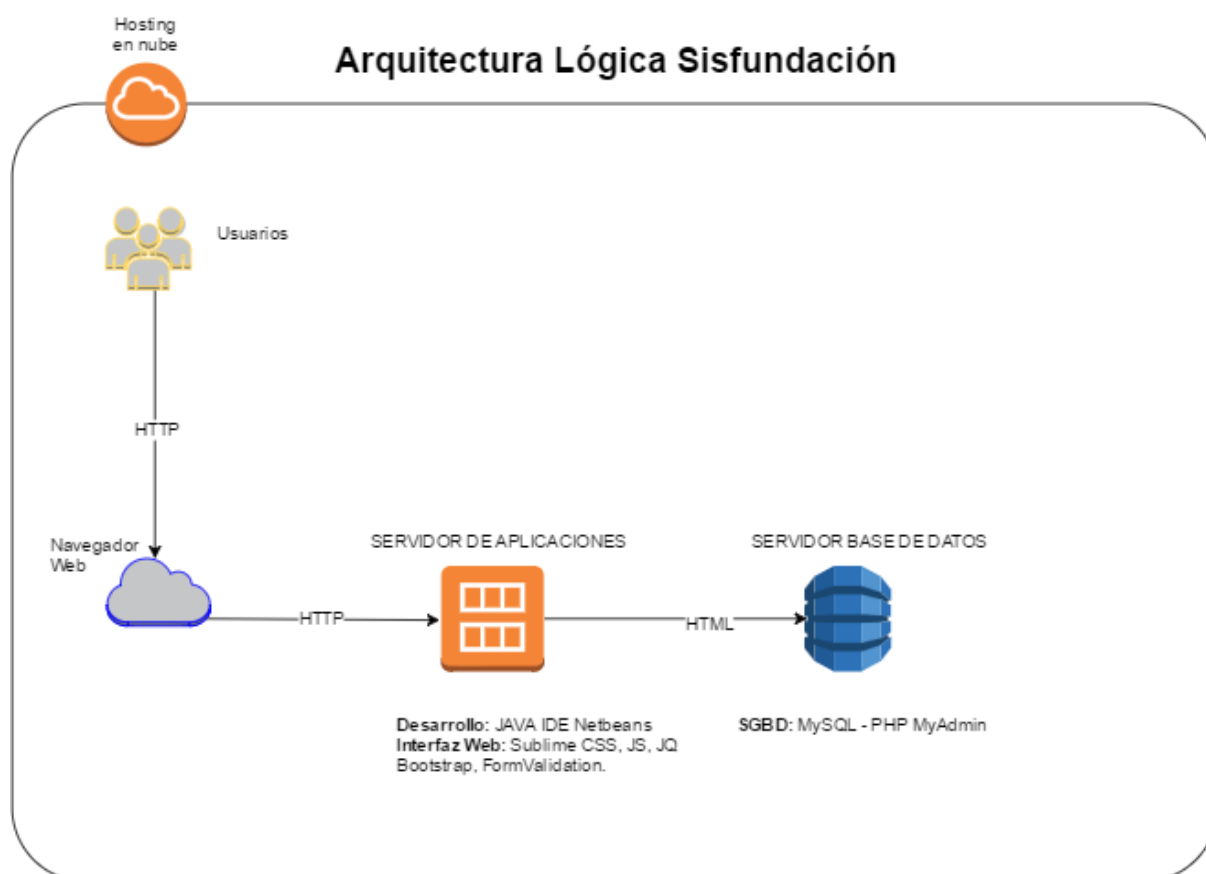 Hosting
en nube
Arquitectura Lógica Sisfundación
Usuarios
HTTP
Navegador
Web
SERVIDOR DE APLICACIONES
SERVIDOR BASE DE DATOS
HTTP
HTML
Desarrollo: JAVA IDE Netbeans
Interfaz Web: Sublime CSS, JS, JQ
Bootstrap, FormValidation.
SGBD: MySQL - PHP MyAdmin